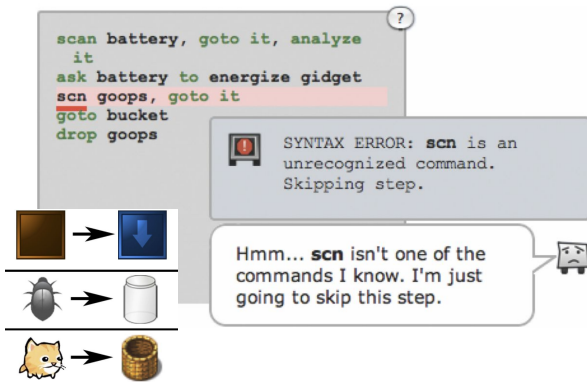 ?
scan battery, goto it, analyze
it
ask battery to energize gidget
scn goops, goto it
goto bucket
drop goops
SYNTAX ERROR: scn is an
unrecognized command.
Skipping step.
Hmm... scn isn't one of the
commands I know. I'm just
going to skip this step.